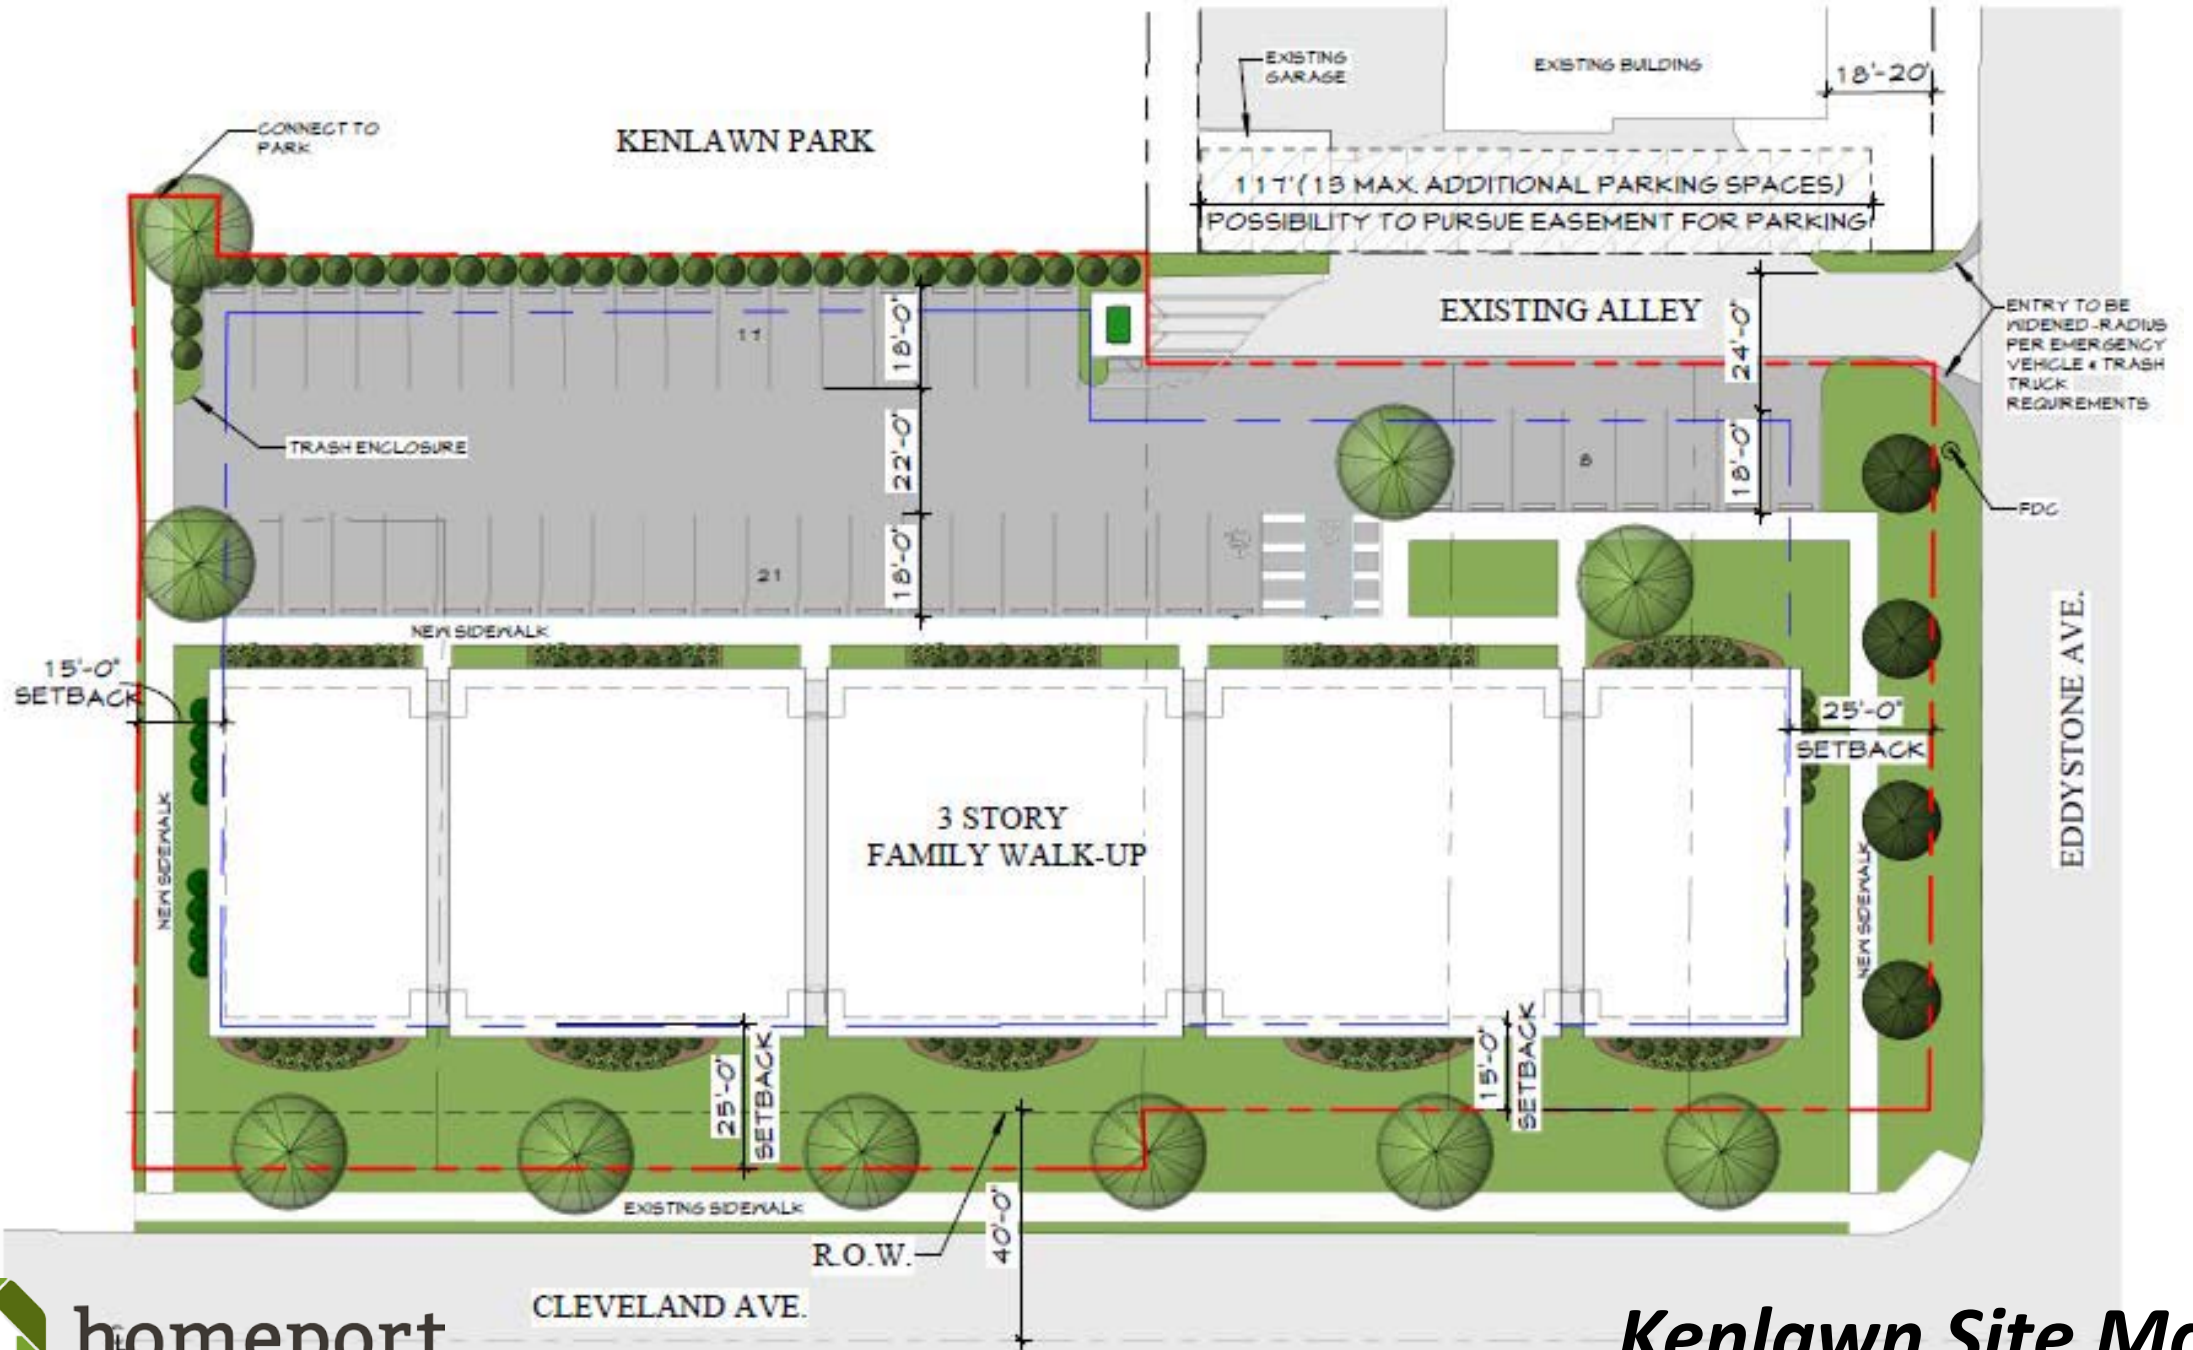 EXISTING
GARAGE
EXISTING BUILDING
18'-20'
CONNECT TO
PARK
KENLAWN PARK
117' (13 MAX. ADDITIONAL PARKING SPACES)
POSSIBILITY TO PURSUE EASEMENT FOR PARKING
EXISTING ALLEY
ENTRY TO BE
WIDENED -RADIUS
PER EMERGENCY
VEHICLE & TRASH
TRUCK
REQUIREMENTS
17
18'-0"
24'-0"
TRASH ENCLOSURE
22'-0"
8
18'-0"
FDC
21
18'-0"
NEW SIDEWALK
15'-0"
SETBACK
25'-0"
SETBACK
EDDYSTONE AVE.
3 STORY
FAMILY WALK-UP
NEW SIDEWALK
NEW SIDEWALK
25'-0"
SETBACK
15'-0"
SETBACK
EXISTING SIDEWALK
R.O.W.
40'-0"
CLEVELAND AVE.
homeport
Kenlawn Site